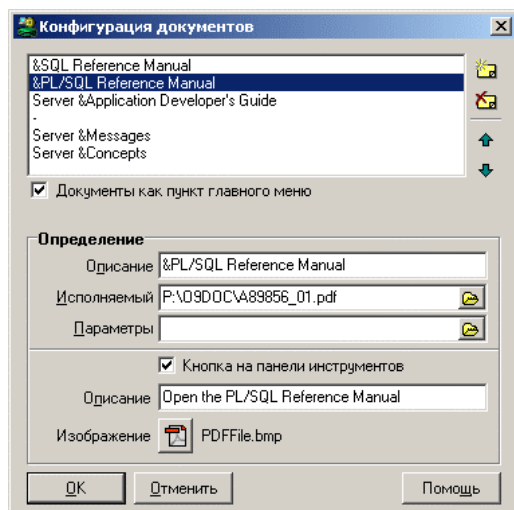 Конфигурация документов
&SQL Reference Manual
&PL/SQL Reference Manual
Server &Application Developer's Guide
-
Server &Messages
Server &Concepts
Документы как пункт главного меню
Определение
Описание &PL/SQL Reference Manual
Исполняемый P:\O9DOC\A89856_01.pdf
Параметры
Кнопка на панели инструментов
Описание Open the PL/SQL Reference Manual
Изображение PDFFile.bmp
OK Отменить Помощь